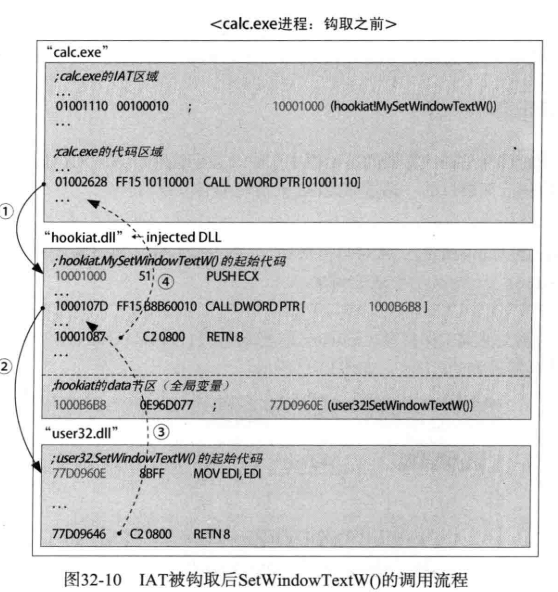 <calc.exe进程：钩取之前>
“calc.exe”
;calc.exe的IAT区域
...
01001110 00100010 ; 10001000 (hookiat!MySetWindowTextW())
...
;calc.exe的代码区域
...
01002628 FF15 10110001 CALL DWORD PTR [01001110]
...
①
“hookiat.dll” injected DLL
;hookiat.MySetWindowTextW()的起始代码
10001000 51 PUSH ECX
④
...
1000107D FF15 B8B60010 CALL DWORD PTR [ 1000B6B8 ]
...
10001087 C2 0800 RETN 8
...
②
;hookiat的data节区（全局变量）
1000B6B8 0E96D077 ; 77D0960E (user32!SetWindowTextW())
“user32.dll” ③
;user32.SetWindowTextW()的起始代码
77D0960E 8BFF MOV EDI, EDI
...
77D09646 C2 0800 RETN 8
图32-10 IAT被钩取后SetWindowTextW()的调用流程